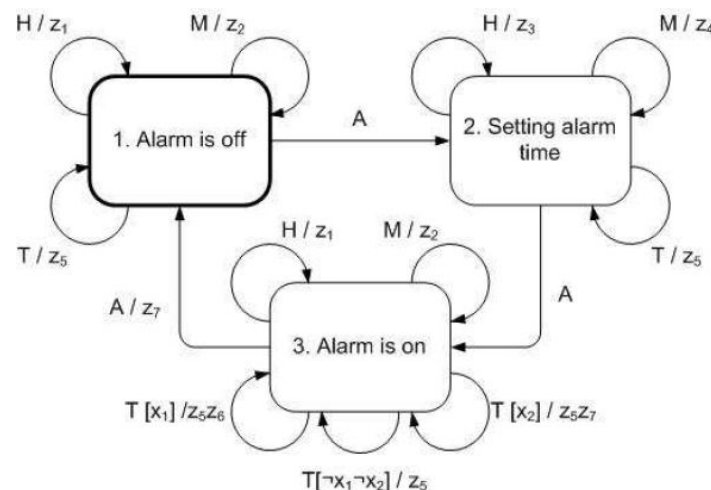 H / z₁
M / z₂
H / z₃
M / z₄
1. Alarm is off
A
2. Setting alarm
time
T / z₅
T / z₅
H / z₁
M / z₂
A / z₇
A
3. Alarm is on
T [x₁] /z₅z₆
T [x₂] / z₅z₇
T[¬x₁¬x₂] / z₅